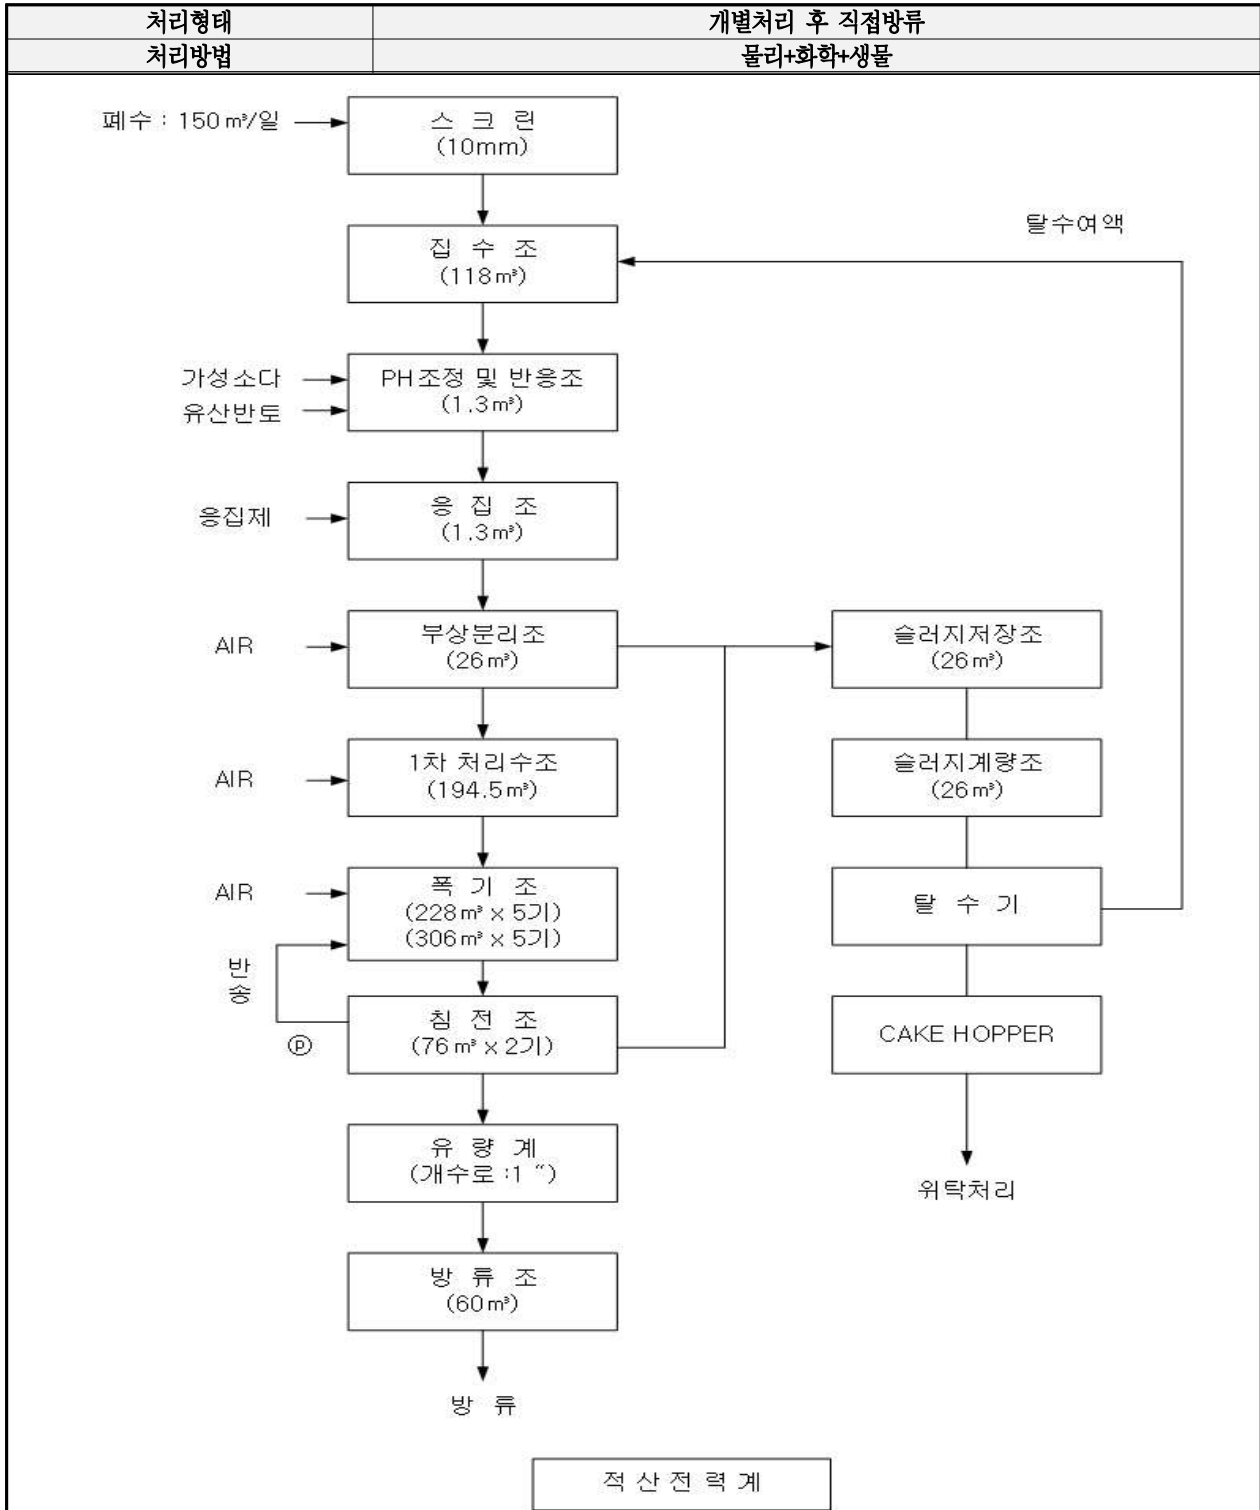 처리형태 개별처리 후 직접방류
처리방법 물리+화학+생물
폐수 : 150㎥/일
스 크 린
(10mm)
탈수여액
집 수 조
(118㎥)
가성소다
유산반토
PH조정 및 반응조
(1.3㎥)
응집제
응 집 조
(1.3㎥)
AIR
부상분리조
(26㎥)
슬러지저장조
(26㎥)
AIR
1차 처리수조
(194.5㎥)
슬러지계량조
(26㎥)
AIR
폭 기 조
(228㎥ x 5기)
(306㎥ x 5기)
탈 수 기
반
송
ⓟ
침 전 조
(76㎥ x 2기)
CAKE HOPPER
유 량 계
(개수로 :1 ˝)
위탁처리
방 류 조
(60㎥)
방 류
적 산 전 력 계